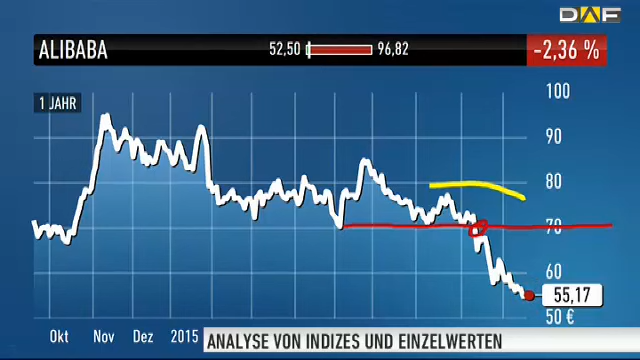 DAF
ALIBABA
52,50
96,82
-2,36 %
1 JAHR
100
90
80
70
60
55,17
50 €
Okt Nov Dez 2015
ANALYSE VON INDIZES UND EINZELWERTEN